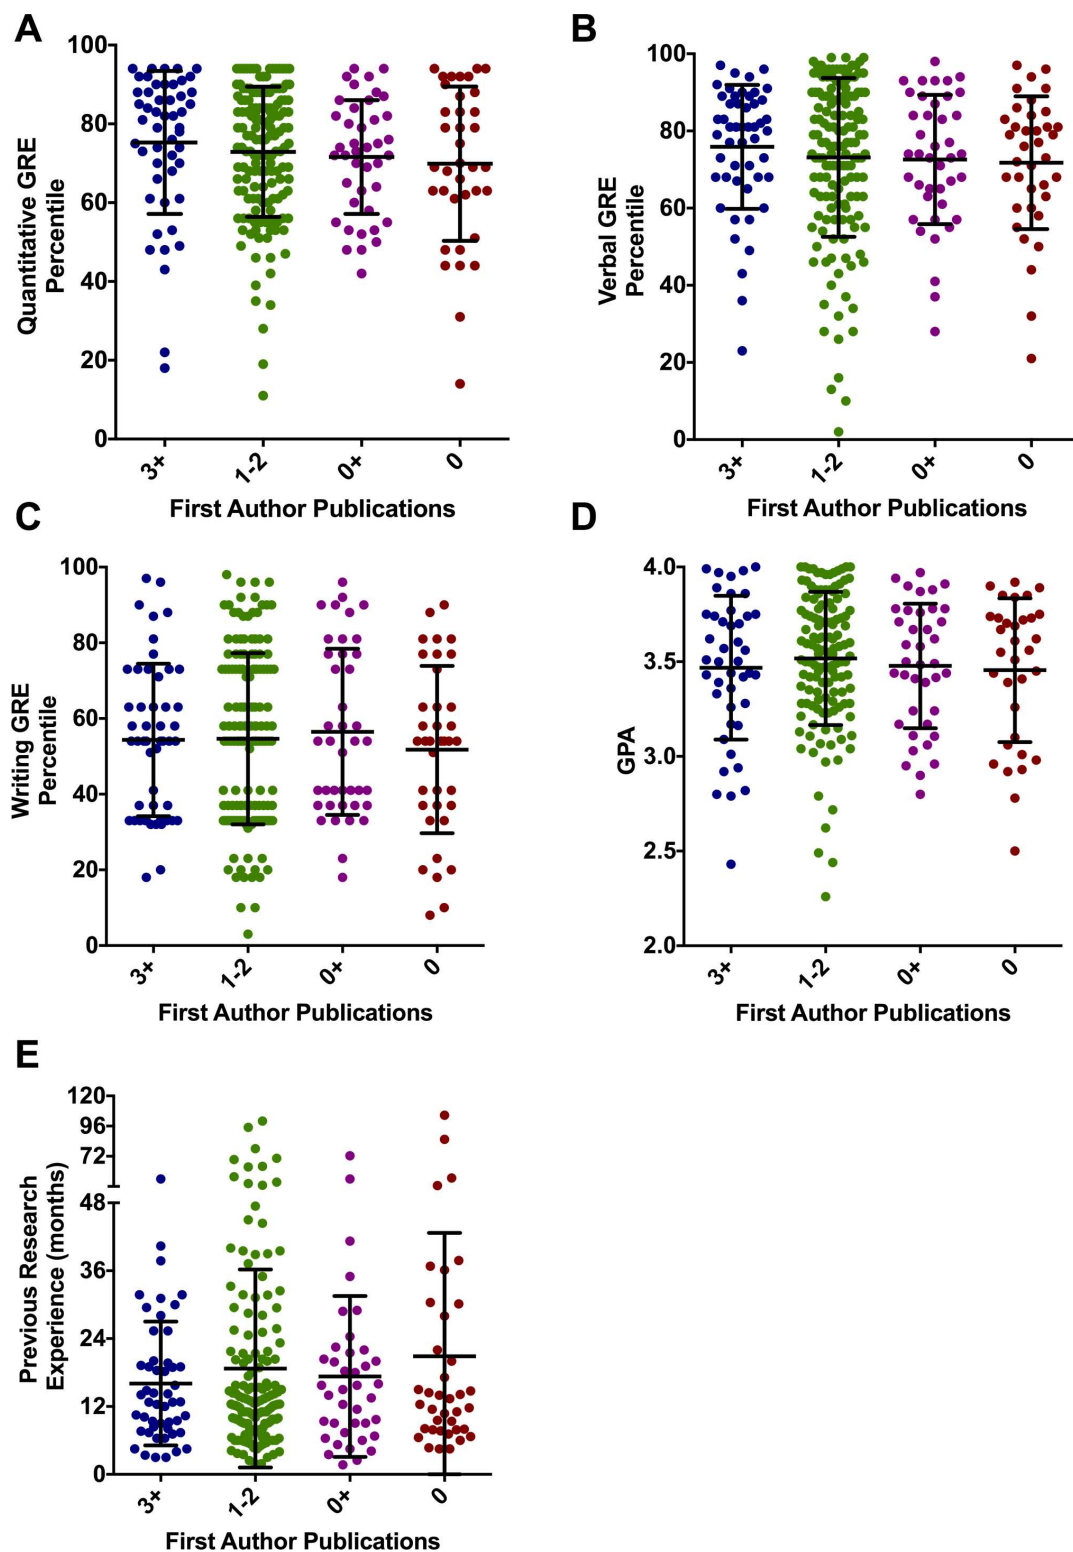 A
Quantitative GRE
Percentile
100
80
60
40
20
0
3+
1-2
0+
0
First Author Publications
B
Verbal GRE
Percentile
100
80
60
40
20
0
3+
1-2
0+
0
First Author Publications
C
Writing GRE
Percentile
100
80
60
40
20
0
3+
1-2
0+
0
First Author Publications
D
GPA
4.0
3.5
3.0
2.5
2.0
3+
1-2
0+
0
First Author Publications
E
Previous Research
Experience (months)
120
96
72
48
36
24
12
0
3+
1-2
0+
0
First Author Publications